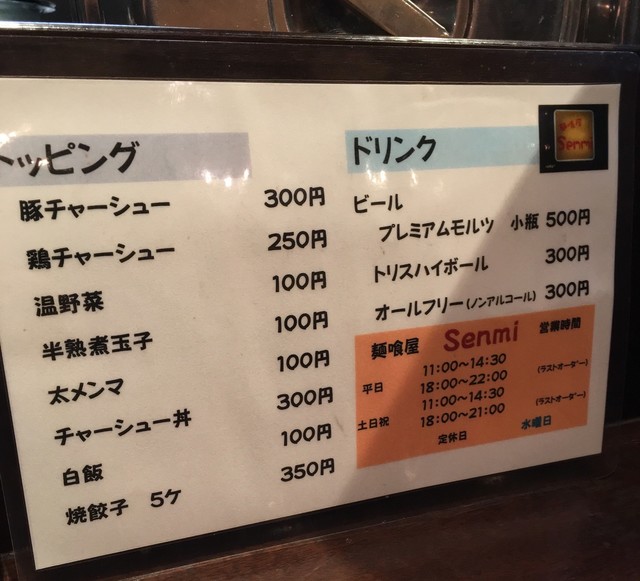 トッピング
豚チャーシュー 300円
鶏チャーシュー 250円
温野菜 100円
半熟煮玉子 100円
太メンマ 100円
チャーシュー丼 300円
白飯 100円
焼餃子 5ケ 350円
ドリンク
Senmi
ビール
プレミアムモルツ 小瓶 500円
トリスハイボール 300円
オールフリー(ノンアルコール) 300円
麺喰屋 Senmi 営業時間
平日 11:00~14:30
18:00~22:00 (ラストオーダー)
土日祝 11:00~14:30
18:00~21:00 (ラストオーダー)
定休日 水曜日